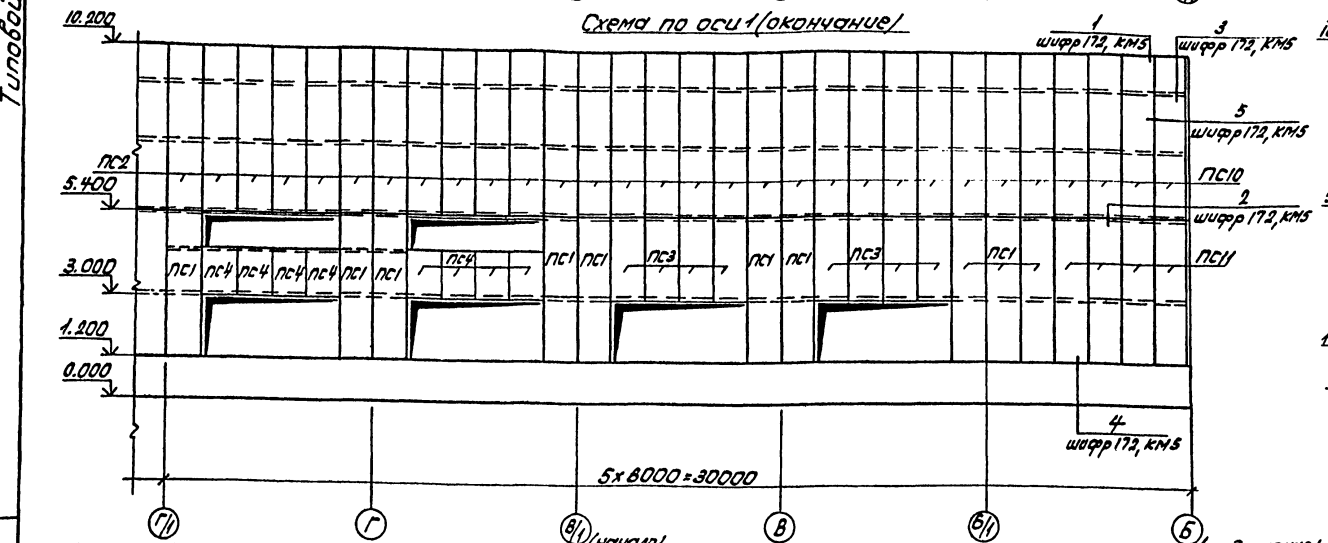 Типовой
Схема по оси 1 (окончание)
10.200
1
шифр 172, КМ5
3
шифр 172, КМ5
5
шифр 172, КМ5
ПС2
ПС10
5.400
2
шифр 172, КМ5
ПС1 ПС4 ПС4 ПС4 ПС4 ПС1 ПС1 ПС4 ПС1 ПС1 ПС3 ПС1 ПС1 ПС3 ПС1 ПС11
3.000
1.200
0.000
4
шифр 172, КМ5
5х6000=30000
Г/1 Г В/1 В Б/1 Б
(начало)